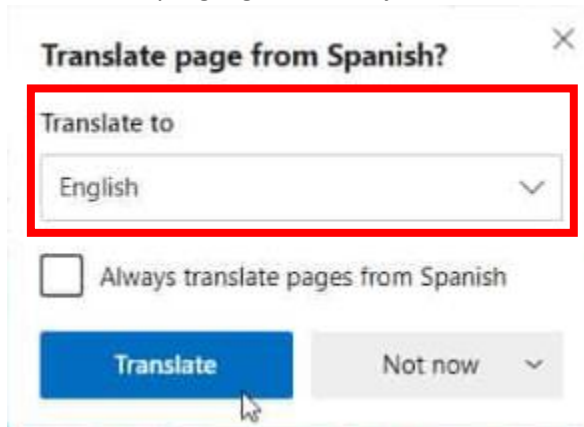 Translate page from Spanish?
Translate to
English
Always translate pages from Spanish
Translate Not now